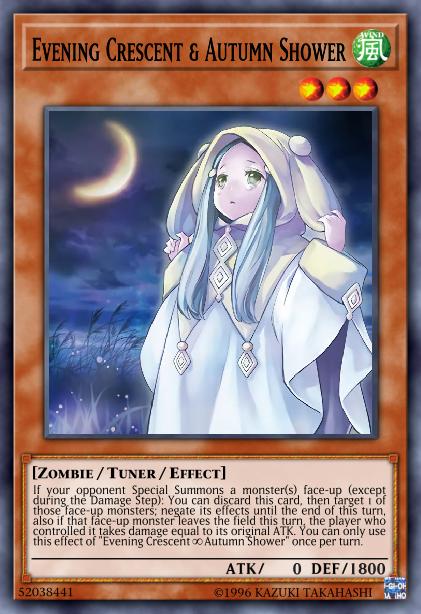 Evening Crescent & Autumn Shower
WIND
風
[Zombie / Tuner / Effect]
If your opponent Special Summons a monster(s) face-up (except
during the Damage Step): You can discard this card, then target 1 of
those face-up monsters; negate its effects until the end of this turn,
also if that face-up monster leaves the field this turn, the player who
controlled it takes damage equal to its original ATK. You can only use
this effect of "Evening Crescent ∞ Autumn Shower" once per turn.
ATK/ 0 DEF/1800
52038441 ©1996 KAZUKI TAKAHASHI